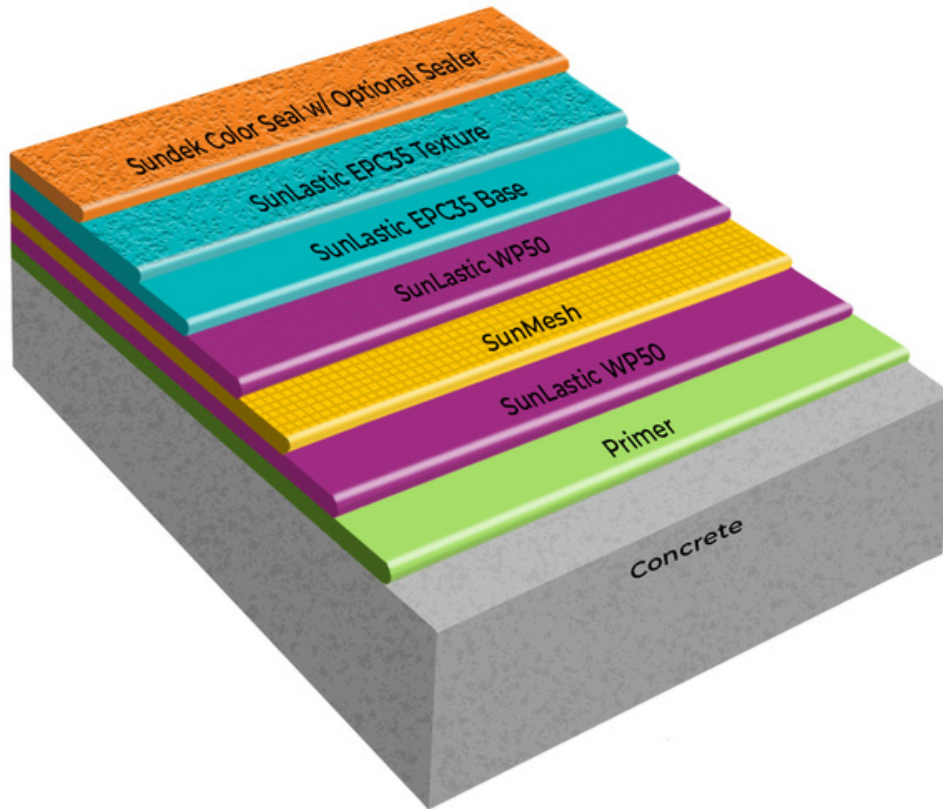 Sundek Color Seal w/ Optional Sealer
SunLastic EPC35 Texture
SunLastic EPC35 Base
SunLastic WP50
SunMesh
SunLastic WP50
Primer
Concrete